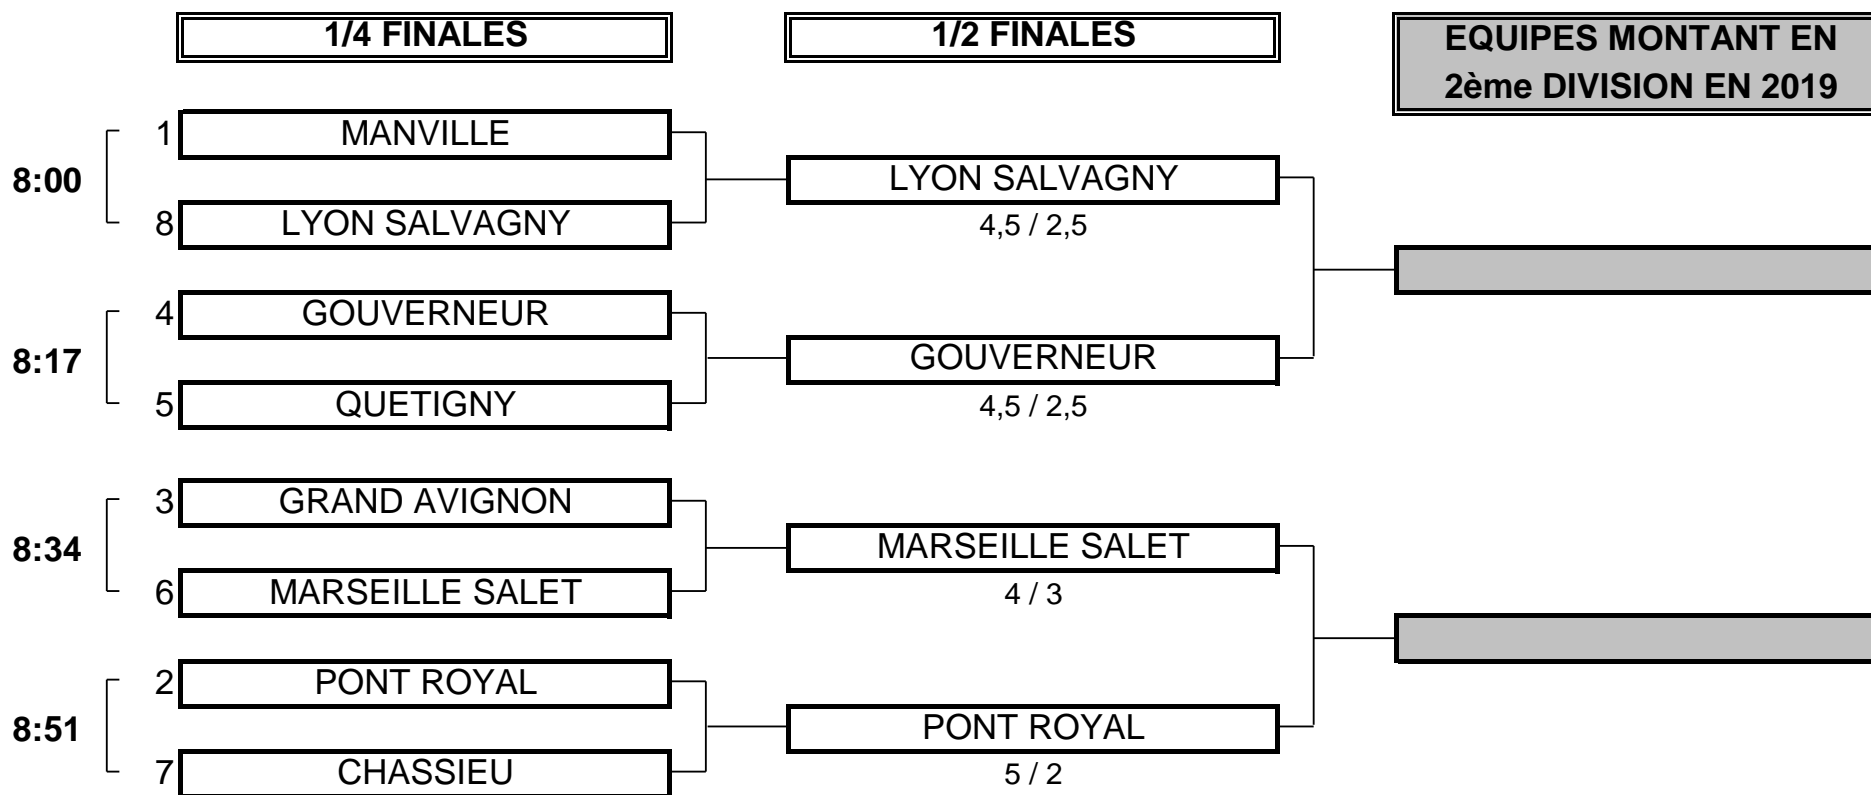 1/4 FINALES
1/2 FINALES
EQUIPES MONTANT EN
2ème DIVISION EN 2019
8:00
1
MANVILLE
8
LYON SALVAGNY
LYON SALVAGNY
4,5 / 2,5
8:17
4
GOUVERNEUR
5
QUETIGNY
GOUVERNEUR
4,5 / 2,5
8:34
3
GRAND AVIGNON
6
MARSEILLE SALET
MARSEILLE SALET
4 / 3
8:51
2
PONT ROYAL
7
CHASSIEU
PONT ROYAL
5 / 2